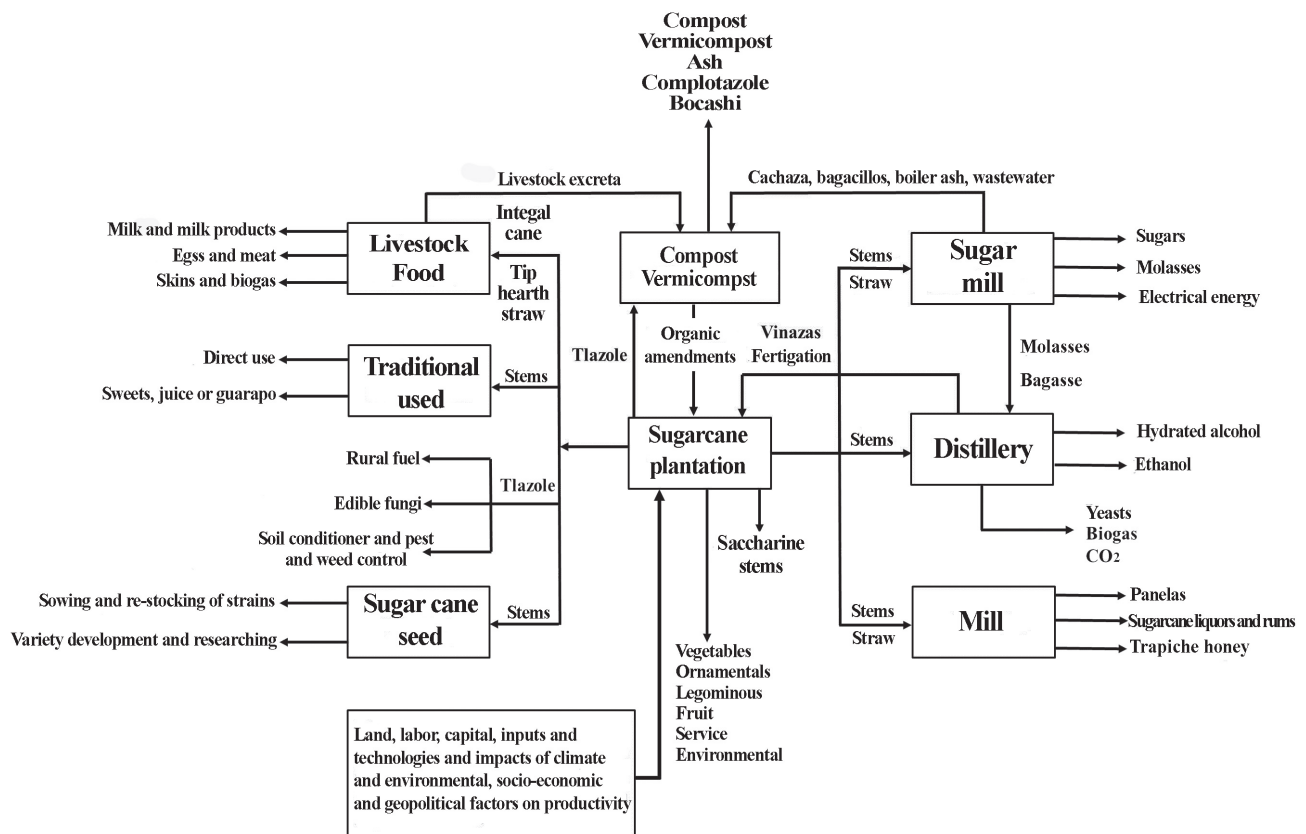 Compost
Vermicompost
Ash
Complotazole
Bocashi
Livestock excreta
Cachaza, bagacillos, boiler ash, wastewater
Milk and milk products
Egss and meat
Skins and biogas
Livestock
Food
Integal
cane
Tip
hearth
straw
Compost
Vermicompst
Stems
Straw
Sugar
mill
Sugars
Molasses
Electrical energy
Tlazole
Organic
amendments
Vinazas
Fertigation
Molasses
Bagasse
Direct use
Sweets, juice or guarapo
Traditional
used
Stems
Sugarcane
plantation
Stems
Distillery
Hydrated alcohol
Ethanol
Rural fuel
Edible fungi
Soil conditioner and pest
and weed control
Tlazole
Saccharine
stems
Yeasts
Biogas
CO2
Sowing and re-stocking of strains
Variety development and researching
Sugar cane
seed
Stems
Stems
Straw
Mill
Panelas
Sugarcane liquors and rums
Trapiche honey
Vegetables
Ornamentals
Legominous
Fruit
Service
Environmental
Land, labor, capital, inputs and
technologies and impacts of climate
and environmental, socio-economic
and geopolitical factors on productivity